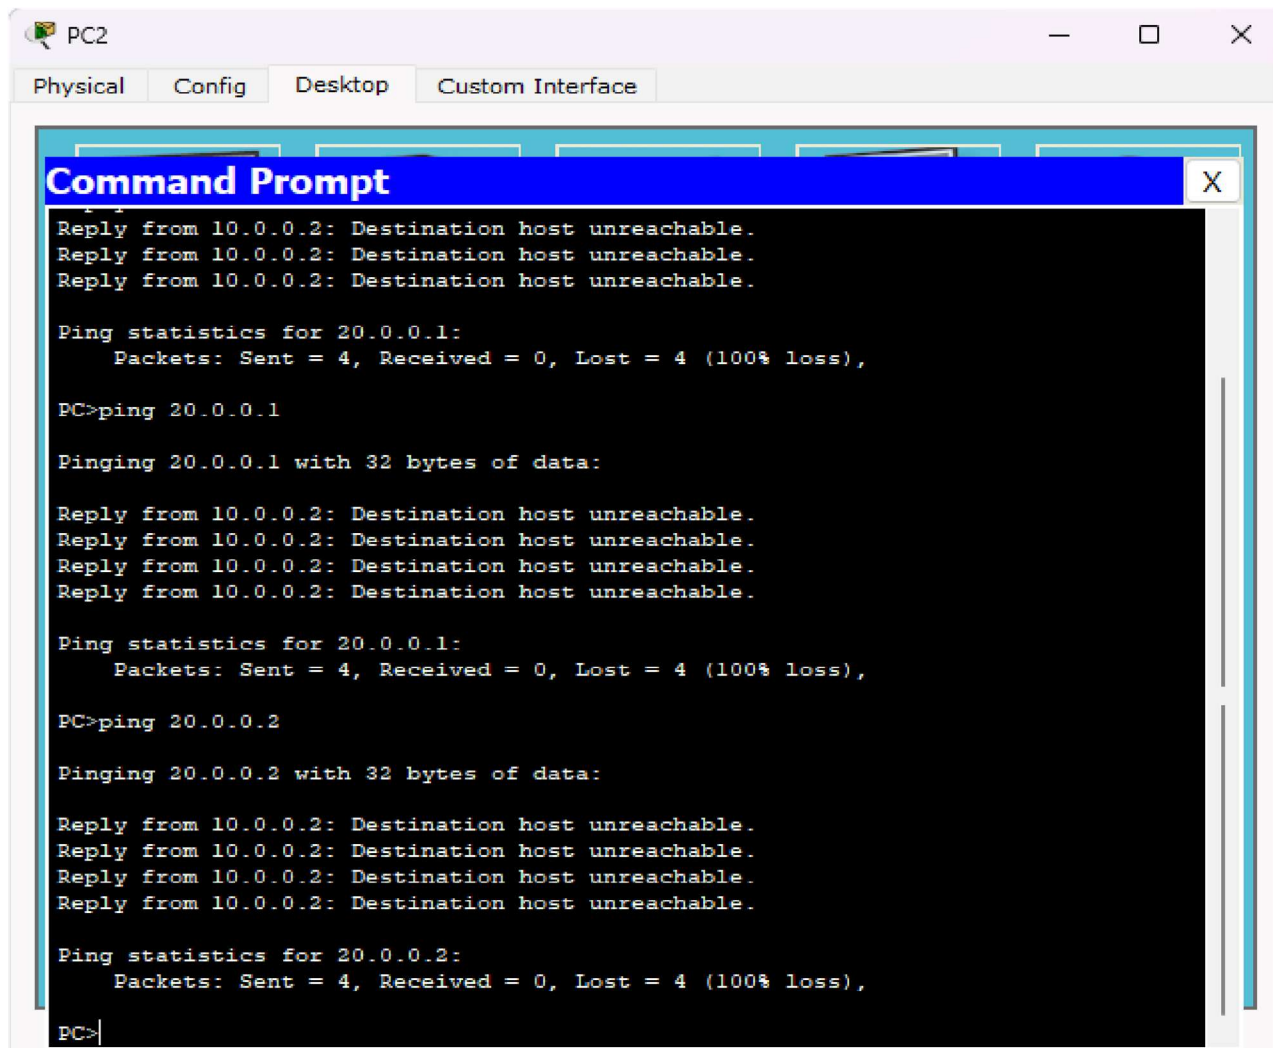 PC2
Physical Config Desktop Custom Interface
Command Prompt X
Reply from 10.0.0.2: Destination host unreachable.
Reply from 10.0.0.2: Destination host unreachable.
Reply from 10.0.0.2: Destination host unreachable.
Ping statistics for 20.0.0.1:
Packets: Sent = 4, Received = 0, Lost = 4 (100% loss),
PC>ping 20.0.0.1
Pinging 20.0.0.1 with 32 bytes of data:
Reply from 10.0.0.2: Destination host unreachable.
Reply from 10.0.0.2: Destination host unreachable.
Reply from 10.0.0.2: Destination host unreachable.
Reply from 10.0.0.2: Destination host unreachable.
Ping statistics for 20.0.0.1:
Packets: Sent = 4, Received = 0, Lost = 4 (100% loss),
PC>ping 20.0.0.2
Pinging 20.0.0.2 with 32 bytes of data:
Reply from 10.0.0.2: Destination host unreachable.
Reply from 10.0.0.2: Destination host unreachable.
Reply from 10.0.0.2: Destination host unreachable.
Reply from 10.0.0.2: Destination host unreachable.
Ping statistics for 20.0.0.2:
Packets: Sent = 4, Received = 0, Lost = 4 (100% loss),
PC>